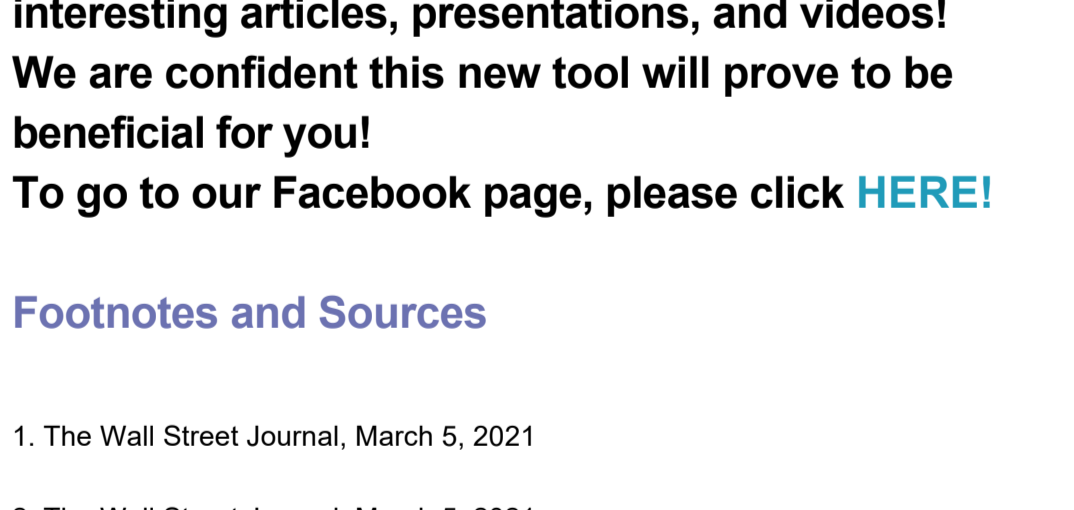 interesting articles, presentations, and videos!
We are confident this new tool will prove to be
beneficial for you!
To go to our Facebook page, please click HERE!
Footnotes and Sources
1. The Wall Street Journal, March 5, 2021